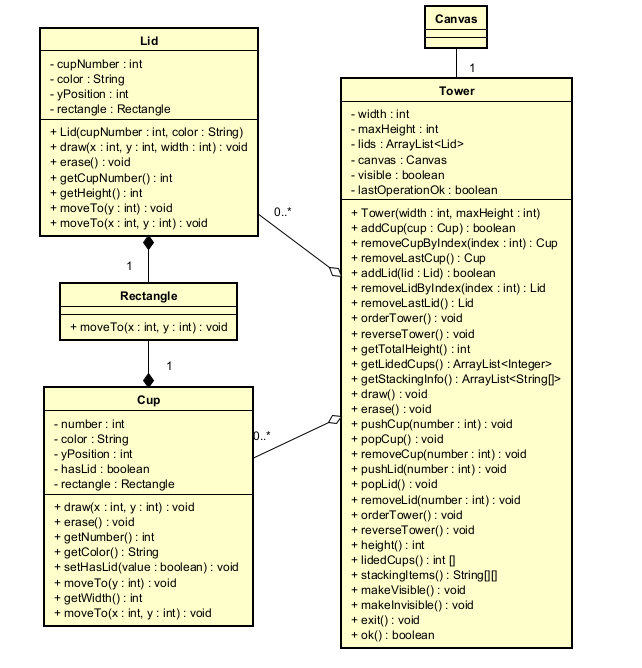 Canvas
1
Lid
- cupNumber : int
- color : String
- yPosition : int
- rectangle : Rectangle
+ Lid(cupNumber : int, color : String)
+ draw(x : int, y : int, width : int) : void
+ erase() : void
+ getCupNumber() : int
+ getHeight() : int
+ moveTo(y : int) : void
+ moveTo(x : int, y : int) : void
0..*
1
Rectangle
+ moveTo(x : int, y : int) : void
1
Cup
- number : int
- color : String
- yPosition : int
- hasLid : boolean
- rectangle : Rectangle
+ draw(x : int, y : int) : void
+ erase() : void
+ getNumber() : int
+ getColor() : String
+ setHasLid(value : boolean) : void
+ moveTo(y : int) : void
+ getWidth() : int
+ moveTo(x : int, y : int) : void
0..*
Tower
- width : int
- maxHeight : int
- lids : ArrayList<Lid>
- canvas : Canvas
- visible : boolean
- lastOperationOk : boolean
+ Tower(width : int, maxHeight : int)
+ addCup(cup : Cup) : boolean
+ removeCupByIndex(index : int) : Cup
+ removeLastCup() : Cup
+ addLid(lid : Lid) : boolean
+ removeLidByIndex(index : int) : Lid
+ removeLastLid() : Lid
+ orderTower() : void
+ reverseTower() : void
+ getTotalHeight() : int
+ getLidedCups() : ArrayList<Integer>
+ getStackingInfo() : ArrayList<String[]>
+ draw() : void
+ erase() : void
+ pushCup(number : int) : void
+ popCup() : void
+ removeCup(number : int) : void
+ pushLid(number : int) : void
+ popLid() : void
+ removeLid(number : int) : void
+ orderTower() : void
+ reverseTower() : void
+ height() : int
+ lidedCups() : int []
+ stackingItems() : String[][]
+ makeVisible() : void
+ makeInvisible() : void
+ exit() : void
+ ok() : boolean